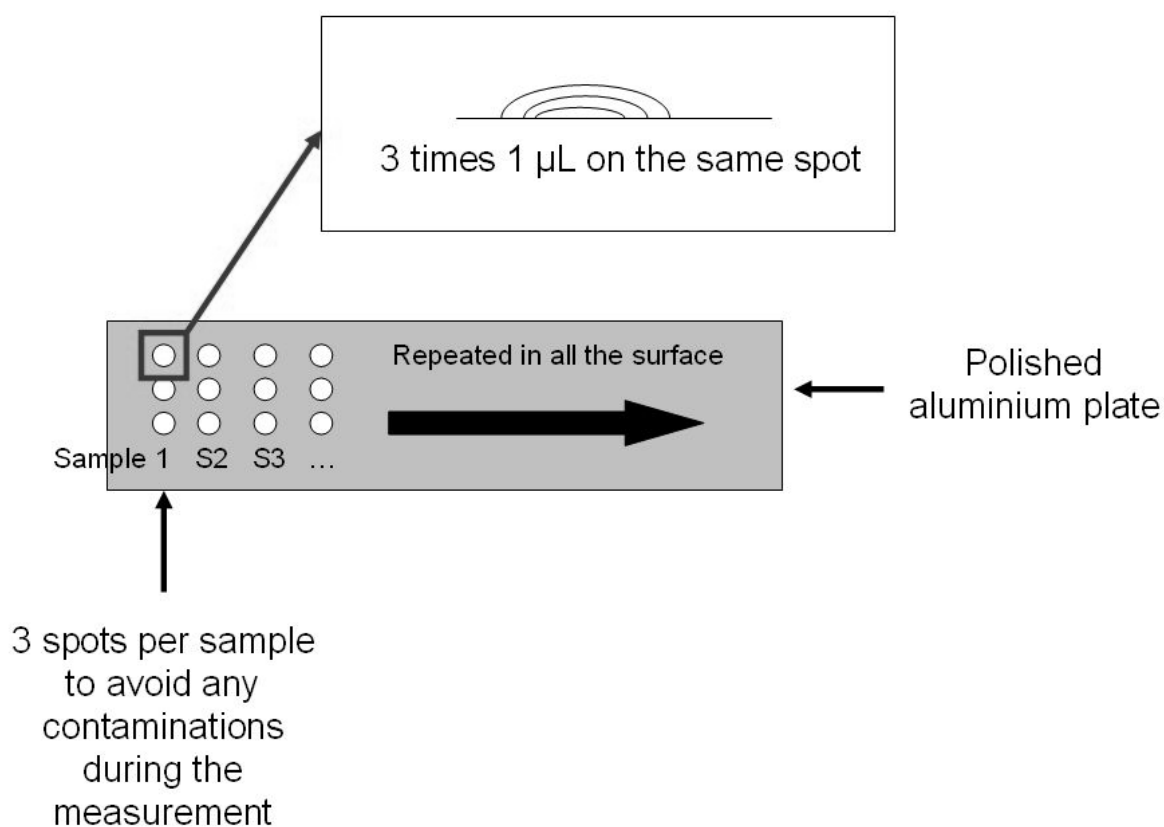 3 times 1 µL on the same spot
Repeated in all the surface
Polished
aluminium plate
Sample 1 S2 S3 ...
3 spots per sample
to avoid any
contaminations
during the
measurement